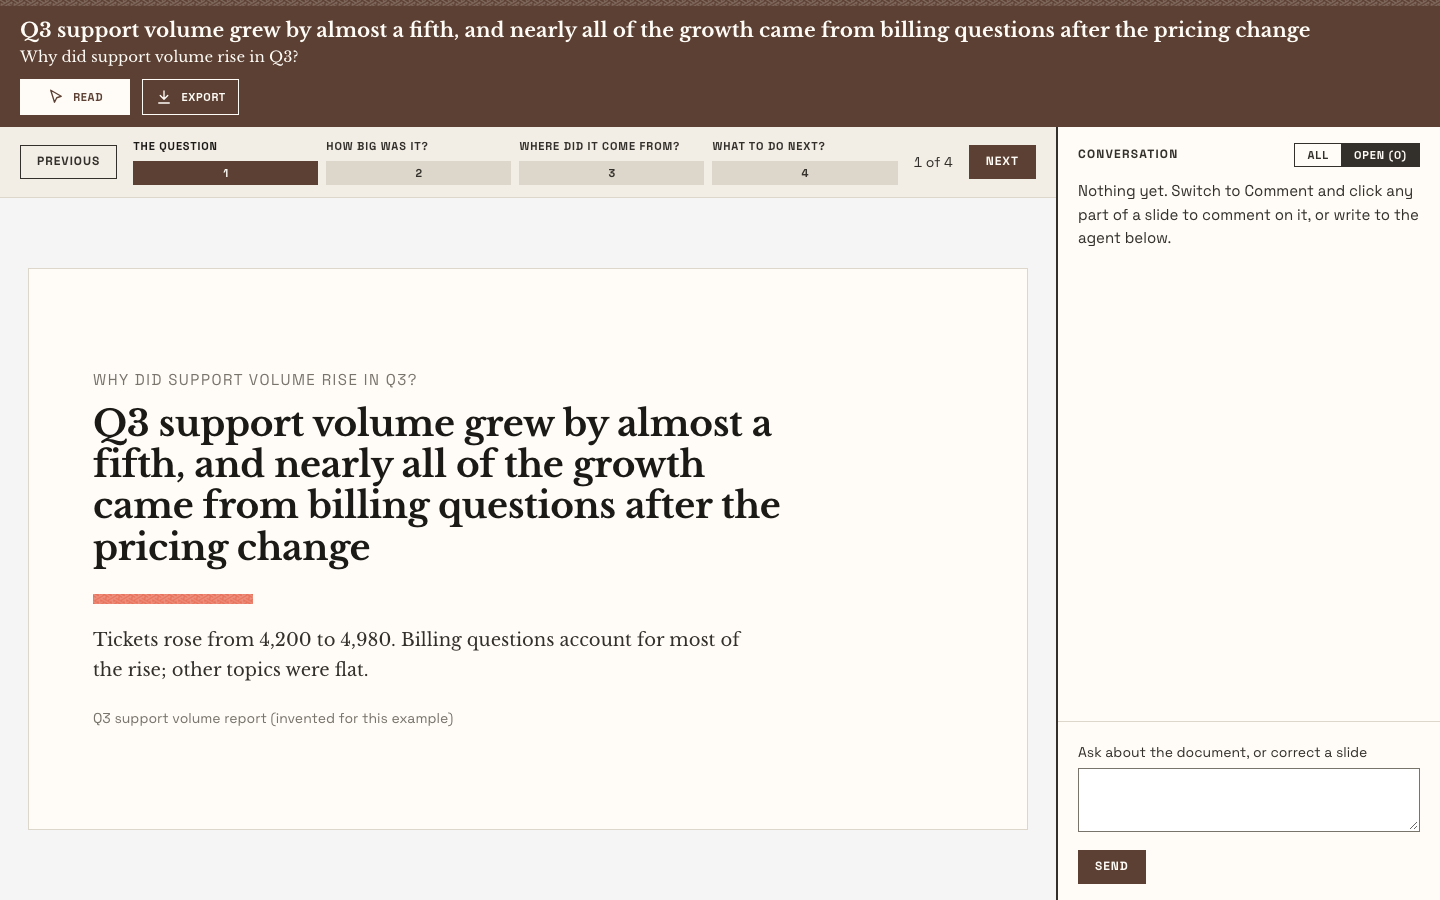 Q3 support volume grew by almost a fifth, and nearly all of the growth came from billing questions after the pricing change
Why did support volume rise in Q3?
READ
EXPORT
PREVIOUS
THE QUESTION
1
HOW BIG WAS IT?
2
WHERE DID IT COME FROM?
3
WHAT TO DO NEXT?
4
1 of 4
NEXT
WHY DID SUPPORT VOLUME RISE IN Q3?
Q3 support volume grew by almost a
fifth, and nearly all of the growth
came from billing questions after the
pricing change
Tickets rose from 4,200 to 4,980. Billing questions account for most of
the rise; other topics were flat.
Q3 support volume report (invented for this example)
CONVERSATION
ALL
OPEN (0)
Nothing yet. Switch to Comment and click any
part of a slide to comment on it, or write to the
agent below.
Ask about the document, or correct a slide
SEND